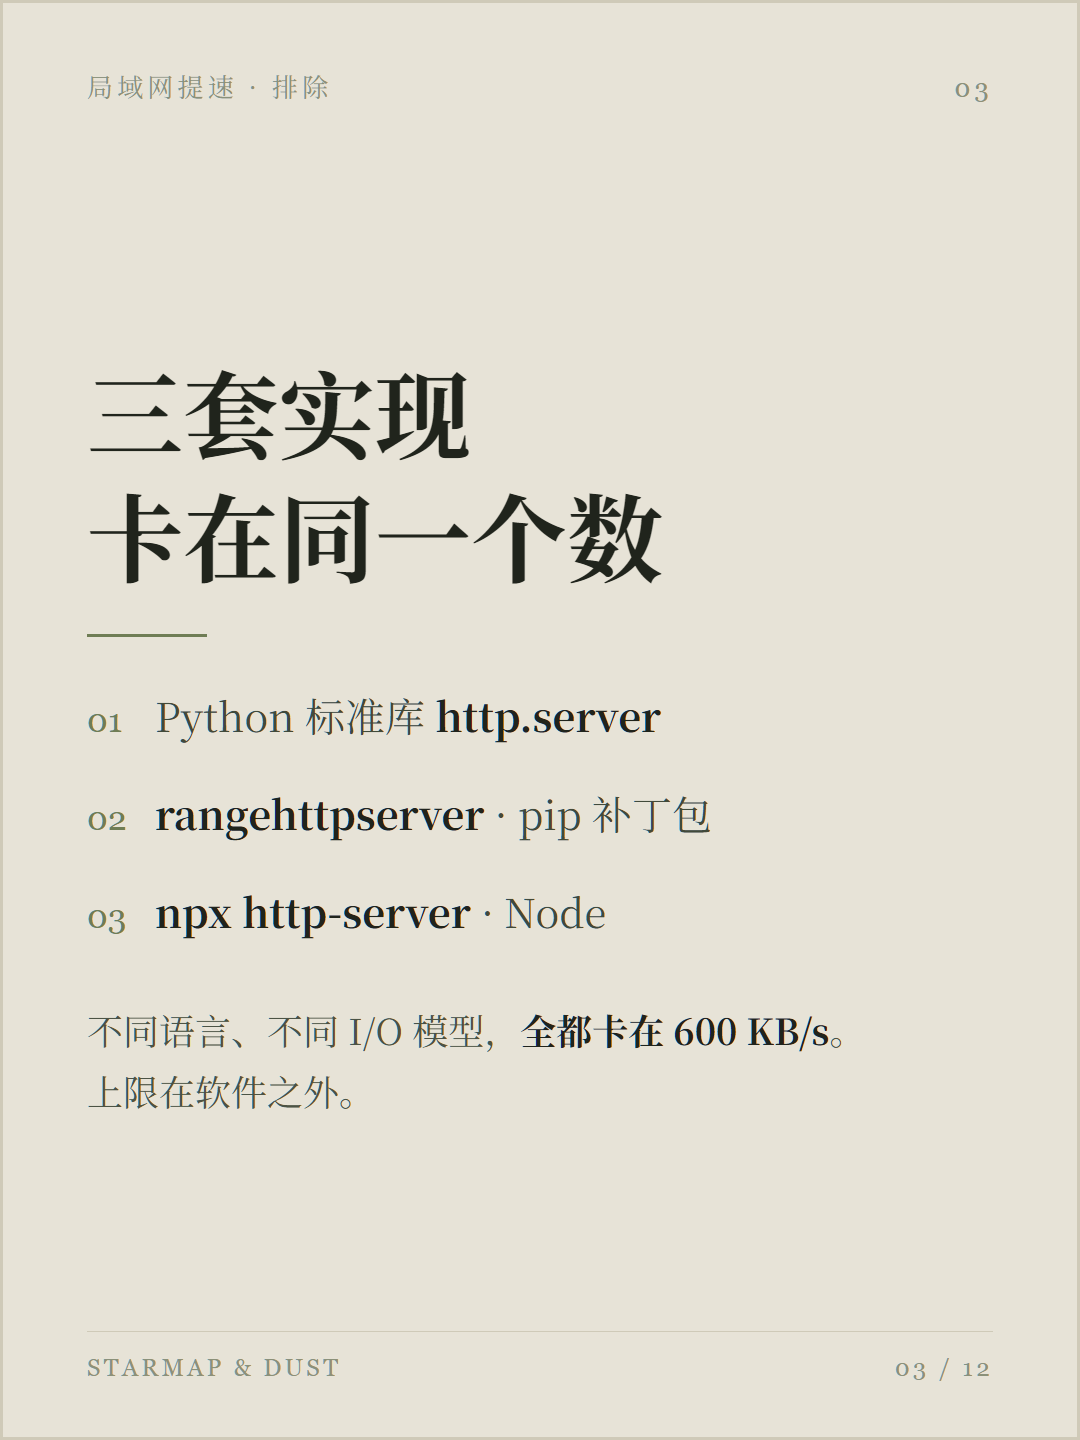 局域网提速 · 排除
03
三套实现
卡在同一个数
01 Python 标准库 http.server
02 rangehttpserver · pip 补丁包
03 npx http-server · Node
不同语言、不同 I/O 模型，全都卡在 600 KB/s。
上限在软件之外。
STARMAP & DUST
03 / 12